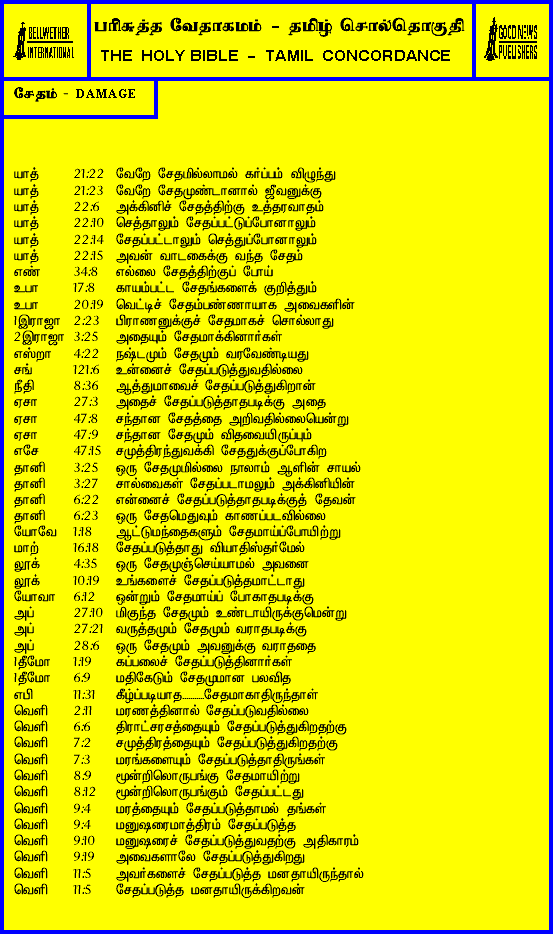 BELLWETHER
INTERNATIONAL
பரிசுத்த வேதாகமம் - தமிழ் சொல்தொகுதி
THE HOLY BIBLE - TAMIL CONCORDANCE
GOOD NEWS
PUBLISHERS
சேதம் - DAMAGE
யாத் 21:22 வேறே சேதமில்லாமல் கர்ப்பம் விழுந்து
யாத் 21:23 வேறே சேதமுண்டானால் ஜீவனுக்கு
யாத் 22:6 அக்கினிச் சேதத்திற்கு உத்தரவாதம்
யாத் 22:10 செத்தாலும் சேதப்பட்டுப்போனாலும்
யாத் 22:14 சேதப்பட்டாலும் செத்துப்போனாலும்
யாத் 22:15 அவன் வாடகைக்கு வந்த சேதம்
எண் 34:8 எல்லை சேதத்திற்குப் போய்
உபா 17:8 காயம்பட்ட சேதங்களைக் குறித்தும்
உபா 20:19 வெட்டிச் சேதம்பண்ணாயாக அவைகளின்
1இராஜா 2:23 பிராணனுக்குச் சேதமாகச் சொல்லாது
2இராஜா 3:25 அதையும் சேதமாக்கினார்கள்
எஸ்றா 4:22 நஷ்டமும் சேதமும் வரவேண்டியது
சங் 121:6 உன்னைச் சேதப்படுத்துவதில்லை
நீதி 8:36 ஆத்துமாவைச் சேதப்படுத்துகிறான்
ஏசா 27:3 அதைச் சேதப்படுத்தாதபடிக்கு அதை
ஏசா 47:8 சந்தான சேதத்தை அறிவதில்லையென்று
ஏசா 47:9 சந்தான சேதமும் விதவையிருப்பும்
எசே 47:15 சமுத்திரந்துவக்கி சேததுக்குப்போகிற
தானி 3:25 ஒரு சேதமுமில்லை நாலாம் ஆளின் சாயல்
தானி 3:27 சால்வைகள் சேதப்படாமலும் அக்கினியின்
தானி 6:22 என்னைச் சேதப்படுத்தாதபடிக்குத் தேவன்
தானி 6:23 ஒரு சேதமெதுவும் காணப்படவில்லை
யோவே 1:18 ஆட்டுமந்தைகளும் சேதமாய்ப்போயிற்று
மாற் 16:18 சேதப்படுத்தாது வியாதிஸ்தர்மேல்
லூக் 4:35 ஒரு சேதமுஞ்செய்யாமல் அவனை
லூக் 10:19 உங்களைச் சேதப்படுத்தமாட்டாது
யோவா 6:12 ஒன்றும் சேதமாய்ப் போகாதபடிக்கு
அப் 27:10 மிகுந்த சேதமும் உண்டாயிருக்குமென்று
அப் 27:21 வருத்தமும் சேதமும் வராதபடிக்கு
அப் 28:6 ஒரு சேதமும் அவனுக்கு வராததை
1தீமோ 1:19 கப்பலைச் சேதப்படுத்தினார்கள்
1தீமோ 6:9 மதிகேடும் சேதமுமான பலவித
எபி 11:31 கீழ்ப்படியாத...........சேதமாகாதிருந்தாள்
வெளி 2:11 மரணத்தினால் சேதப்படுவதில்லை
வெளி 6:6 திராட்சரசத்தையும் சேதப்படுத்துகிறதற்கு
வெளி 7:2 சமுத்திரத்தையும் சேதப்படுத்துகிறதற்கு
வெளி 7:3 மரங்களையும் சேதப்படுத்தாதிருங்கள்
வெளி 8:9 மூன்றிலொருபங்கு சேதமாயிற்று
வெளி 8:12 மூன்றிலொருபங்கும் சேதப்பட்டது
வெளி 9:4 மரத்தையும் சேதப்படுத்தாமல் தங்கள்
வெளி 9:4 மனுஷரைமாத்திரம் சேதப்படுத்த
வெளி 9:10 மனுஷரைச் சேதப்படுத்துவதற்கு அதிகாரம்
வெளி 9:19 அவைகளாலே சேதப்படுத்துகிறது
வெளி 11:5 அவர்களைச் சேதப்படுத்த மனதாயிருந்தால்
வெளி 11:5 சேதப்படுத்த மனதாயிருக்கிறவன்